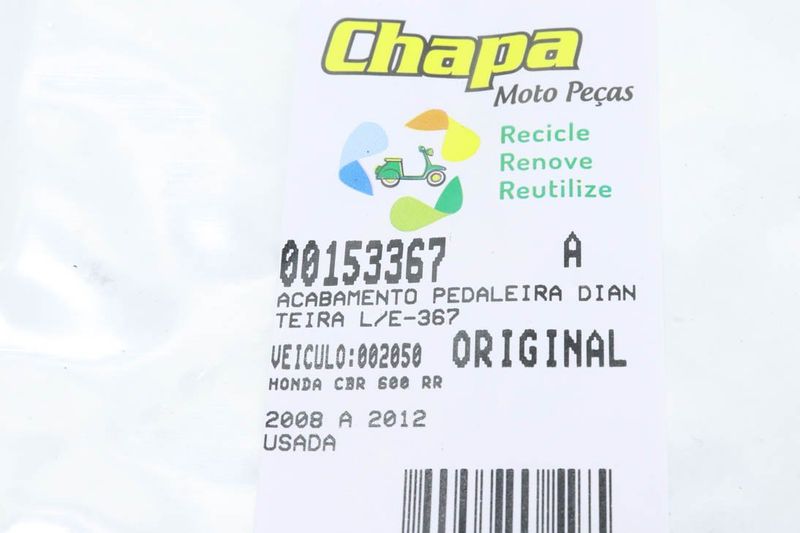 Chapa
Moto Peças
Recicle
Renove
Reutilize
00153367 A
ACABAMENTO PEDALEIRA DIAN
TEIRA L/E-367
VEICULO:002050 ORIGINAL
HONDA CBR 600 RR
2008 A 2012
USADA